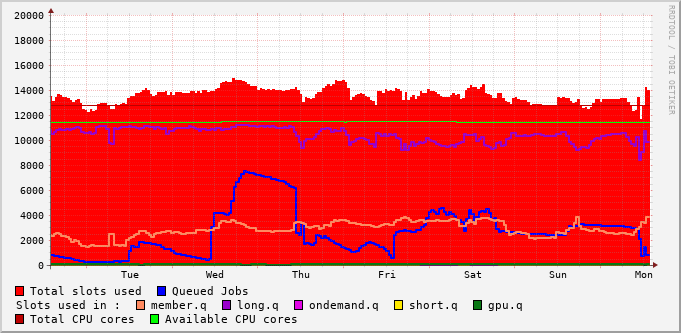 20000
18000
16000
14000
12000
10000
8000
6000
4000
2000
0
Tue Wed Thu Fri Sat Sun Mon
RRDTOOL / TOBI OETIKER
Total slots used Queued Jobs
Slots used in : member.q long.q ondemand.q short.q gpu.q
Total CPU cores Available CPU cores